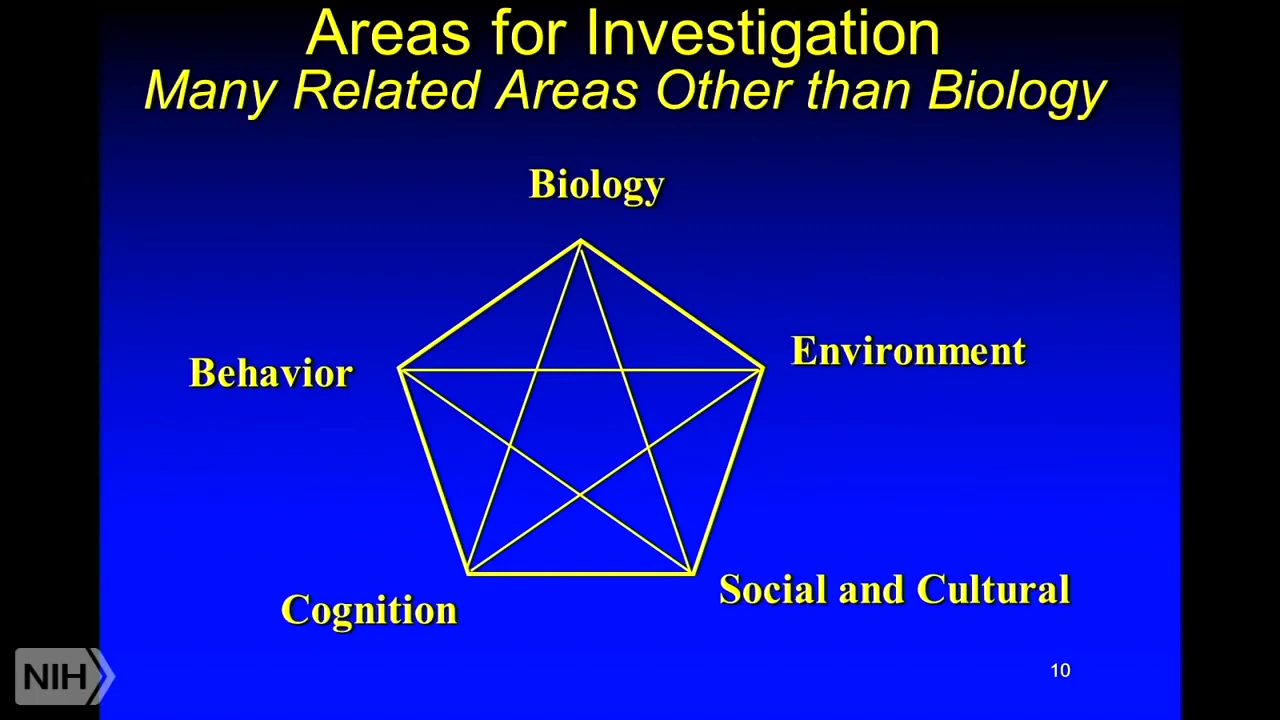 Areas for Investigation
Many Related Areas Other than Biology
Biology
Environment
Behavior
Social and Cultural
Cognition
NIH
10